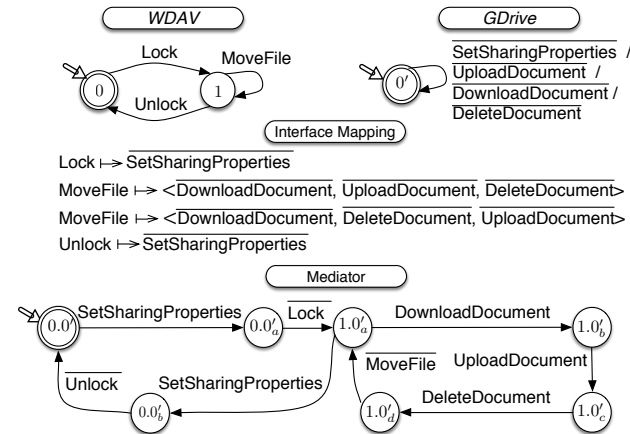 WDAV
GDrive
Lock
MoveFile
0
1
Unlock
0′
SetSharingProperties /
UploadDocument /
DownloadDocument /
DeleteDocument
Interface Mapping
Lock ↦ SetSharingProperties
MoveFile ↦ <DownloadDocument, UploadDocument, DeleteDocument>
MoveFile ↦ <DownloadDocument, DeleteDocument, UploadDocument>
Unlock ↦ SetSharingProperties
Mediator
0.0′
SetSharingProperties
0.0′a
Lock
1.0′a
DownloadDocument
1.0′b
Unlock
SetSharingProperties
MoveFile
UploadDocument
0.0′b
1.0′d
DeleteDocument
1.0′c